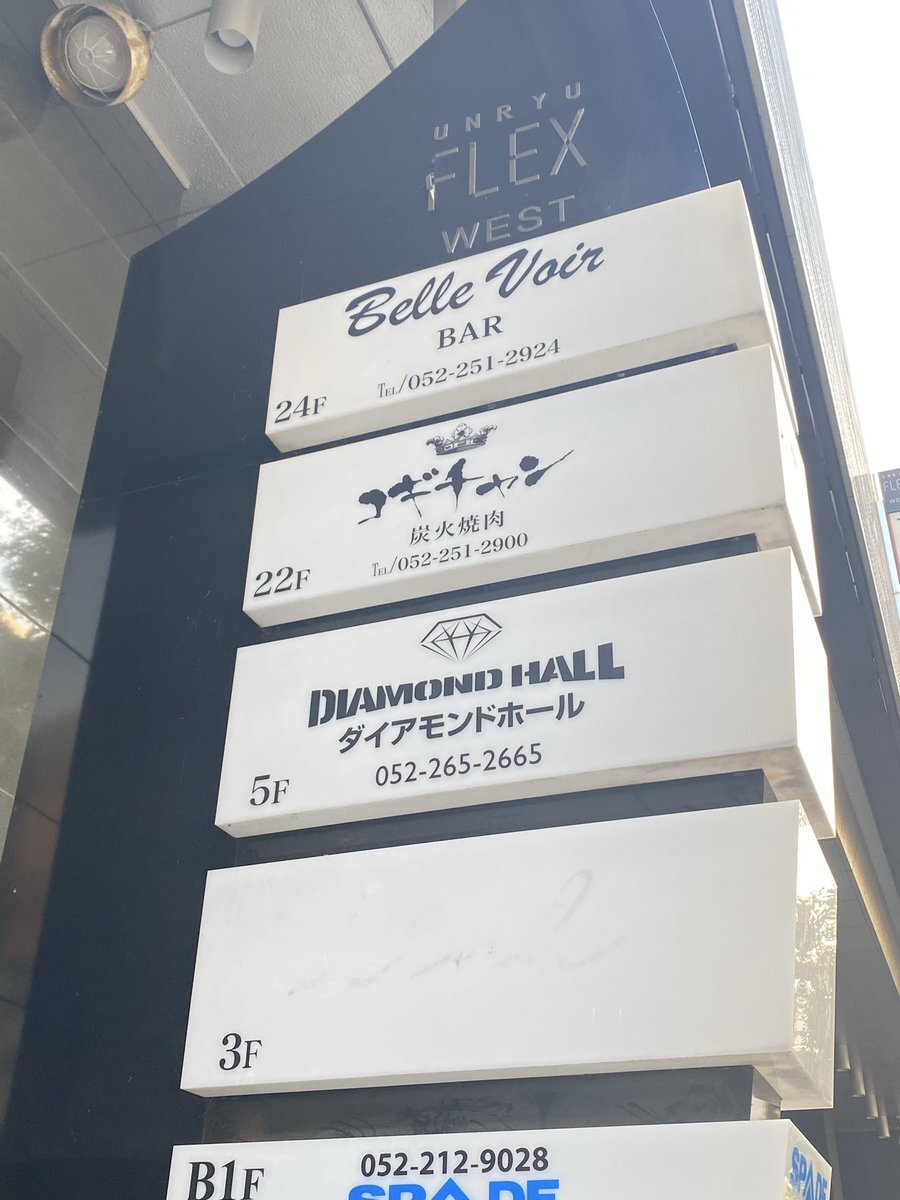 UNRYU
FLEX
WEST
Belle Voir
BAR
TEL/052-251-2924
24F
コギチャン
炭火焼肉
TEL/052-251-2900
22F
DIAMOND HALL
ダイアモンドホール
052-265-2665
5F
3F
B1F
052-212-9028
SPADE
SPADE